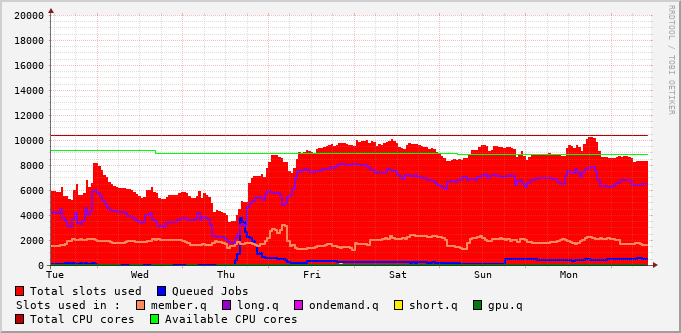 20000
18000
16000
14000
12000
10000
8000
6000
4000
2000
0
Tue Wed Thu Fri Sat Sun Mon
Total slots used Queued Jobs
Slots used in : member.q long.q ondemand.q short.q gpu.q
Total CPU cores Available CPU cores
RRDTOOL / TOBI OETIKER